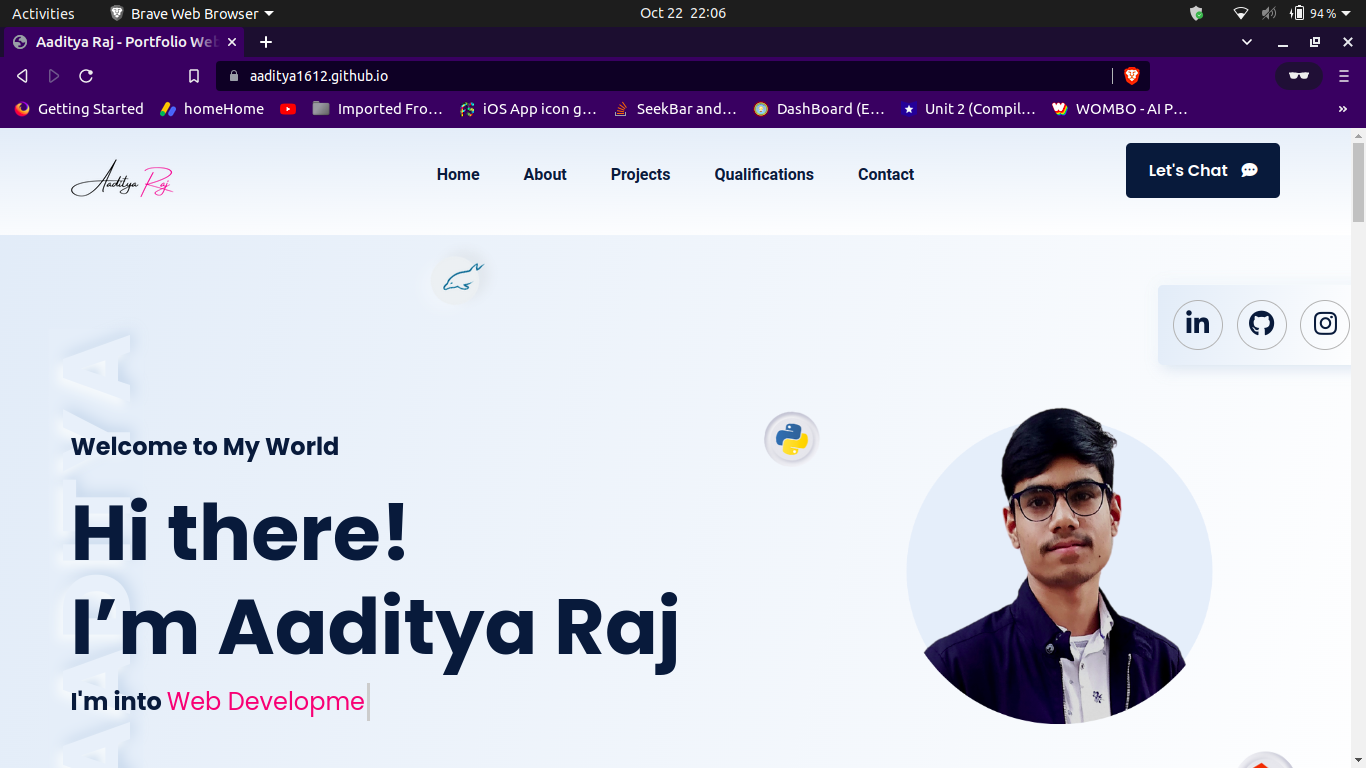 Activities
Brave Web Browser
Oct 22 22:06
94 %
Aaditya Raj - Portfolio Web
aaditya1612.github.io
Getting Started
homeHome
Imported Fro…
iOS App icon g…
SeekBar and…
DashBoard (E…
Unit 2 (Compil…
WOMBO - AI P…
»
Aaditya Raj
Home
About
Projects
Qualifications
Contact
Let's Chat
in
AADITYA
Welcome to My World
Hi there!
I’m Aaditya Raj
I'm into Web Developme